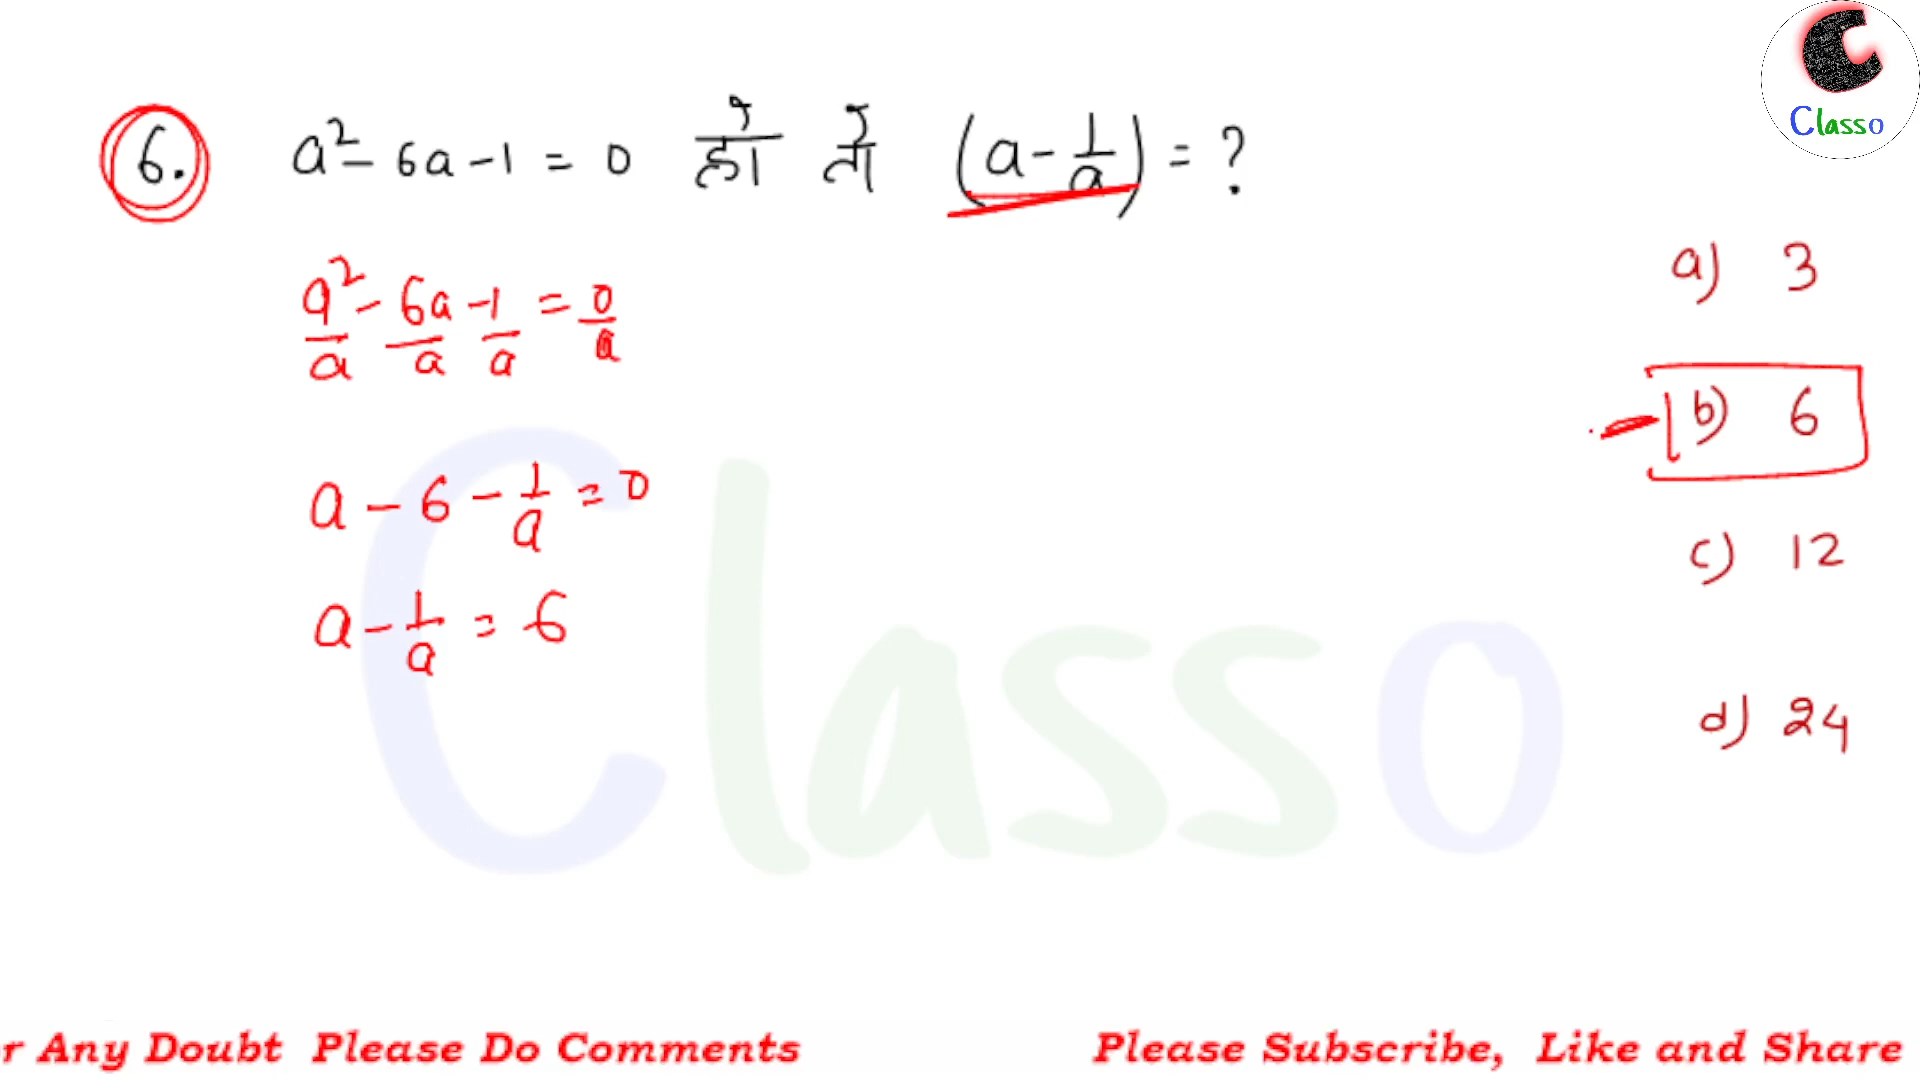 Classo
6. a² - 6a - 1 = 0 हो तो (a - 1/a) = ?
a²/a - 6a/a - 1/a = 0/a
a - 6 - 1/a = 0
a - 1/a = 6
a) 3
b) 6
c) 12
d) 24
Classo
r Any Doubt Please Do Comments
Please Subscribe, Like and Share